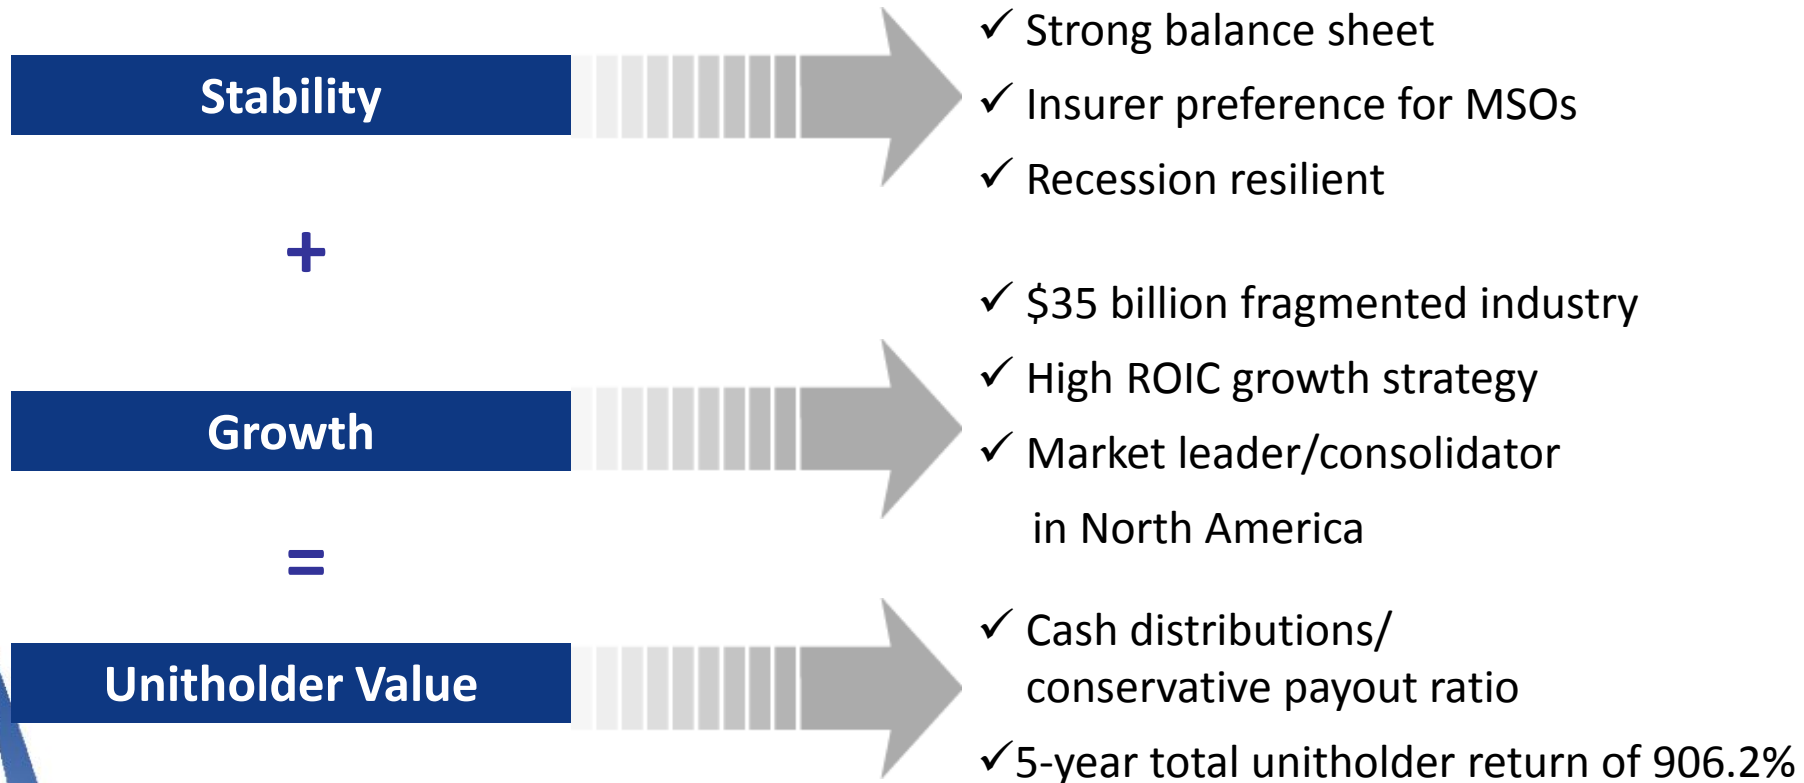 Stability
✓ Strong balance sheet
✓ Insurer preference for MSOs
✓ Recession resilient
+
Growth
✓ $35 billion fragmented industry
✓ High ROIC growth strategy
✓ Market leader/consolidator
in North America
=
Unitholder Value
✓ Cash distributions/
conservative payout ratio
✓5-year total unitholder return of 906.2%